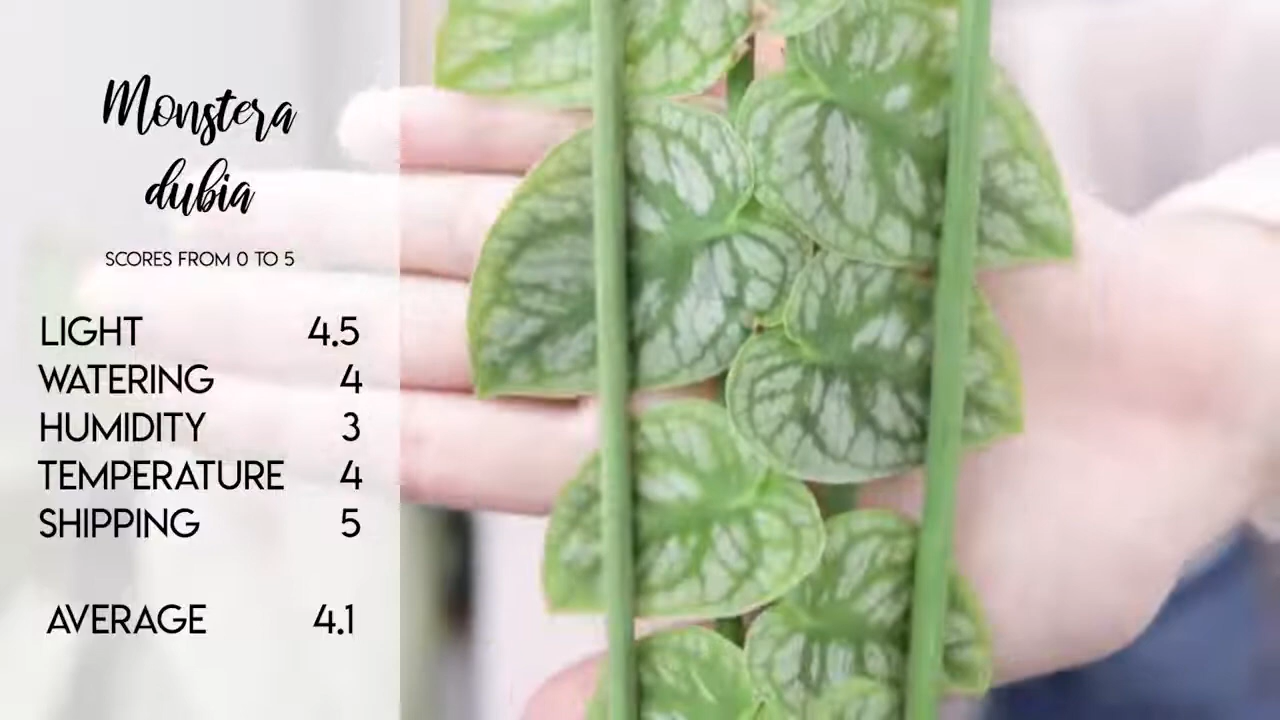 Monstera
dubia
SCORES FROM 0 TO 5
LIGHT 4.5
WATERING 4
HUMIDITY 3
TEMPERATURE 4
SHIPPING 5
AVERAGE 4.1